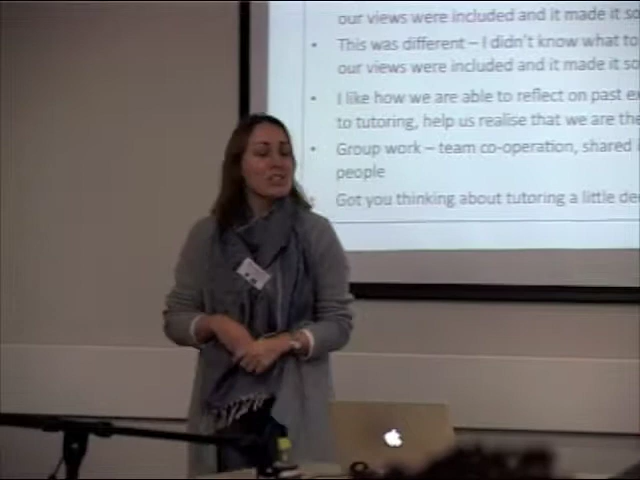 our views were included and it made it so
• This was different – I didn't know what to
our views were included and it made it so
• I like how we are able to reflect on past
to tutoring, help us realise that we are the
• Group work – team co-operation, shared
people
• Got you thinking about tutoring a little